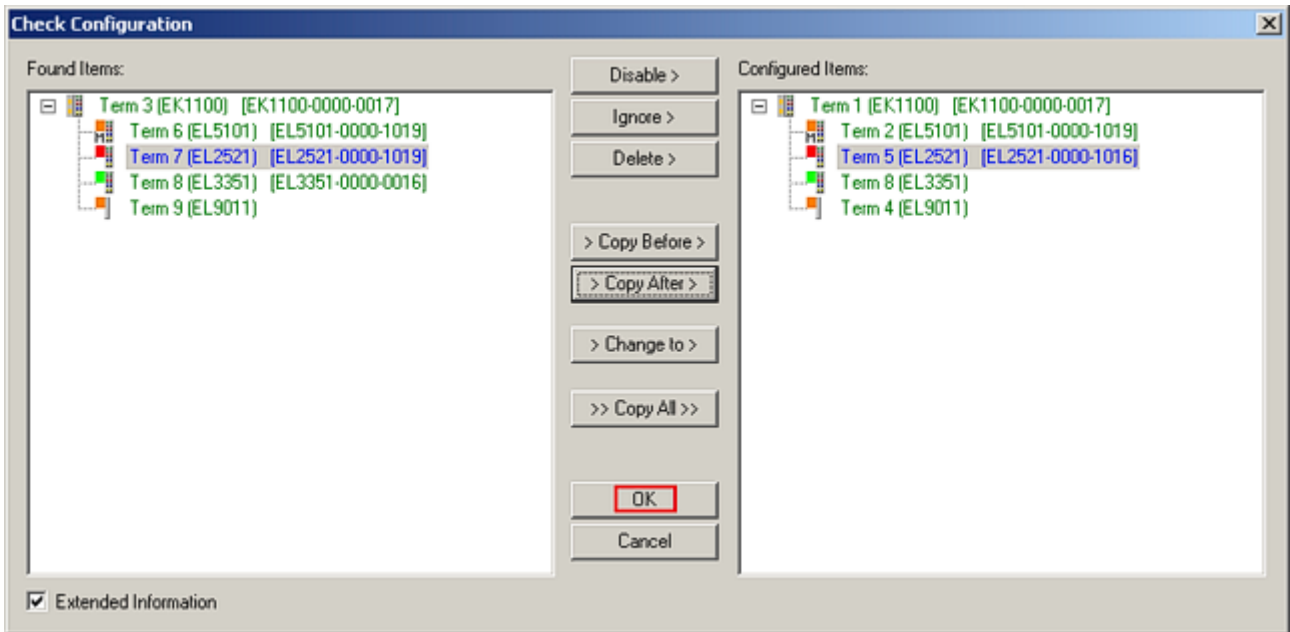 Check Configuration
Found Items:
Term 3 (EK1100) [EK1100-0000-0017]
Term 6 (EL5101) [EL5101-0000-1019]
Term 7 (EL2521) [EL2521-0000-1019]
Term 8 (EL3351) [EL3351-0000-0016]
Term 9 (EL9011)
Disable >
Ignore >
Delete >
> Copy Before >
> Copy After >
> Change to >
>> Copy All >>
OK
Cancel
Configured Items:
Term 1 (EK1100) [EK1100-0000-0017]
Term 2 (EL5101) [EL5101-0000-1019]
Term 5 (EL2521) [EL2521-0000-1016]
Term 8 (EL3351)
Term 4 (EL9011)
Extended Information